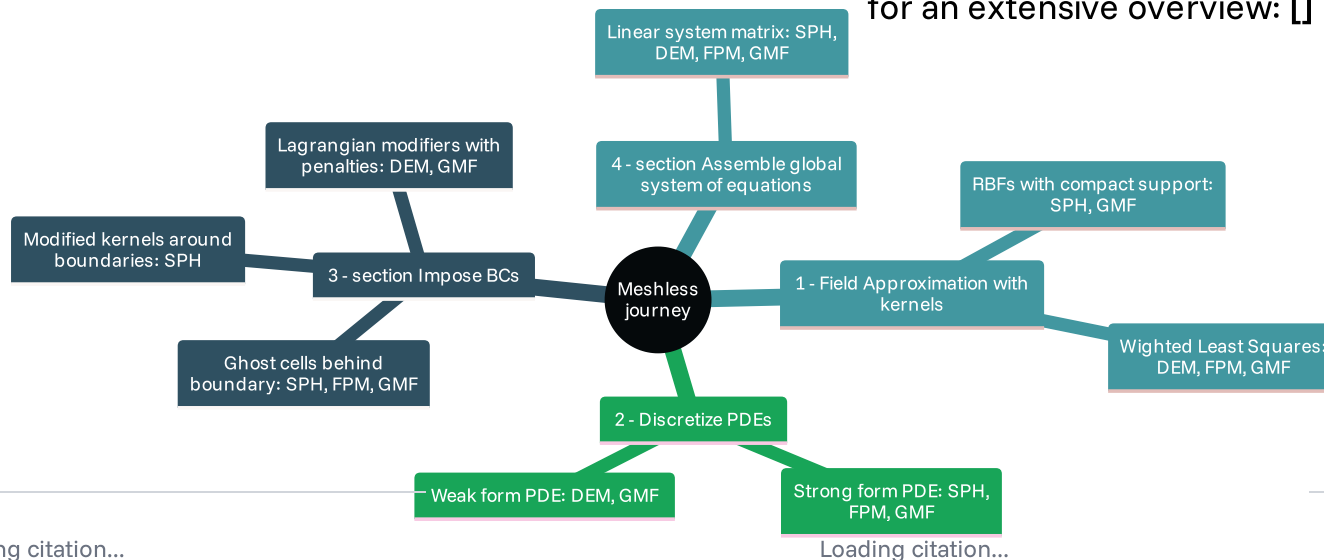 for an extensive overview: []
Linear system matrix: SPH,
DEM, FPM, GMF
Lagrangian modifiers with
penalties: DEM, GMF
4 - section Assemble global
system of equations
RBFs with compact support:
SPH, GMF
Modified kernels around
boundaries: SPH
3 - section Impose BCs
Meshless
journey
1 - Field Approximation with
kernels
Ghost cells behind
boundary: SPH, FPM, GMF
Wighted Least Squares:
DEM, FPM, GMF
2 - Discretize PDEs
Weak form PDE: DEM, GMF
Strong form PDE: SPH,
FPM, GMF
ng citation...
Loading citation...